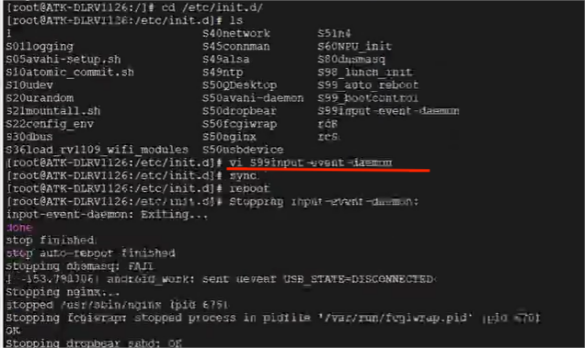 [root@ATK-DLRV1126:/]# cd /etc/init.d/
[root@ATK-DLRV1126:/etc/init.d]# ls
S40network S51n4
S01logging S45connman S60NPU_init
S05avahi-setup.sh S49alsa S80dnsmasq
S10atomic_commit.sh S49ntp S98_lunch_init
S10udev S50QDesktop S99_auto_reboot
S20urandom S50avahi-daemon S99_bootcontrol
S21mountall.sh S50dropbear S99input-event-daemon
S22config_env S50fcgiwrap rcK
S30dbus S50nginx rcS
S36load_rv1109_wifi_modules S50usbdevice
[root@ATK-DLRV1126:/etc/init.d]# vi S99input-event-daemon
[root@ATK-DLRV1126:/etc/init.d]# sync
[root@ATK-DLRV1126:/etc/init.d]# reboot
[root@ATK-DLRV1126:/etc/init.d]# Stopping input-event-daemon:
input-event-daemon: Exiting...
done
stop finished
stop auto-reboot finished
Stopping dnsmasq: FAIL
android_work: sent uevent USB_STATE=DISCONNECTED
Stopping nginx...
stopped /usr/sbin/nginx (pid 675)
Stopping fcgiwrap: stopped process in pidfile '/var/run/fcgiwrap.pid' (pid 670)
OK
Stopping dropbear sshd: OK